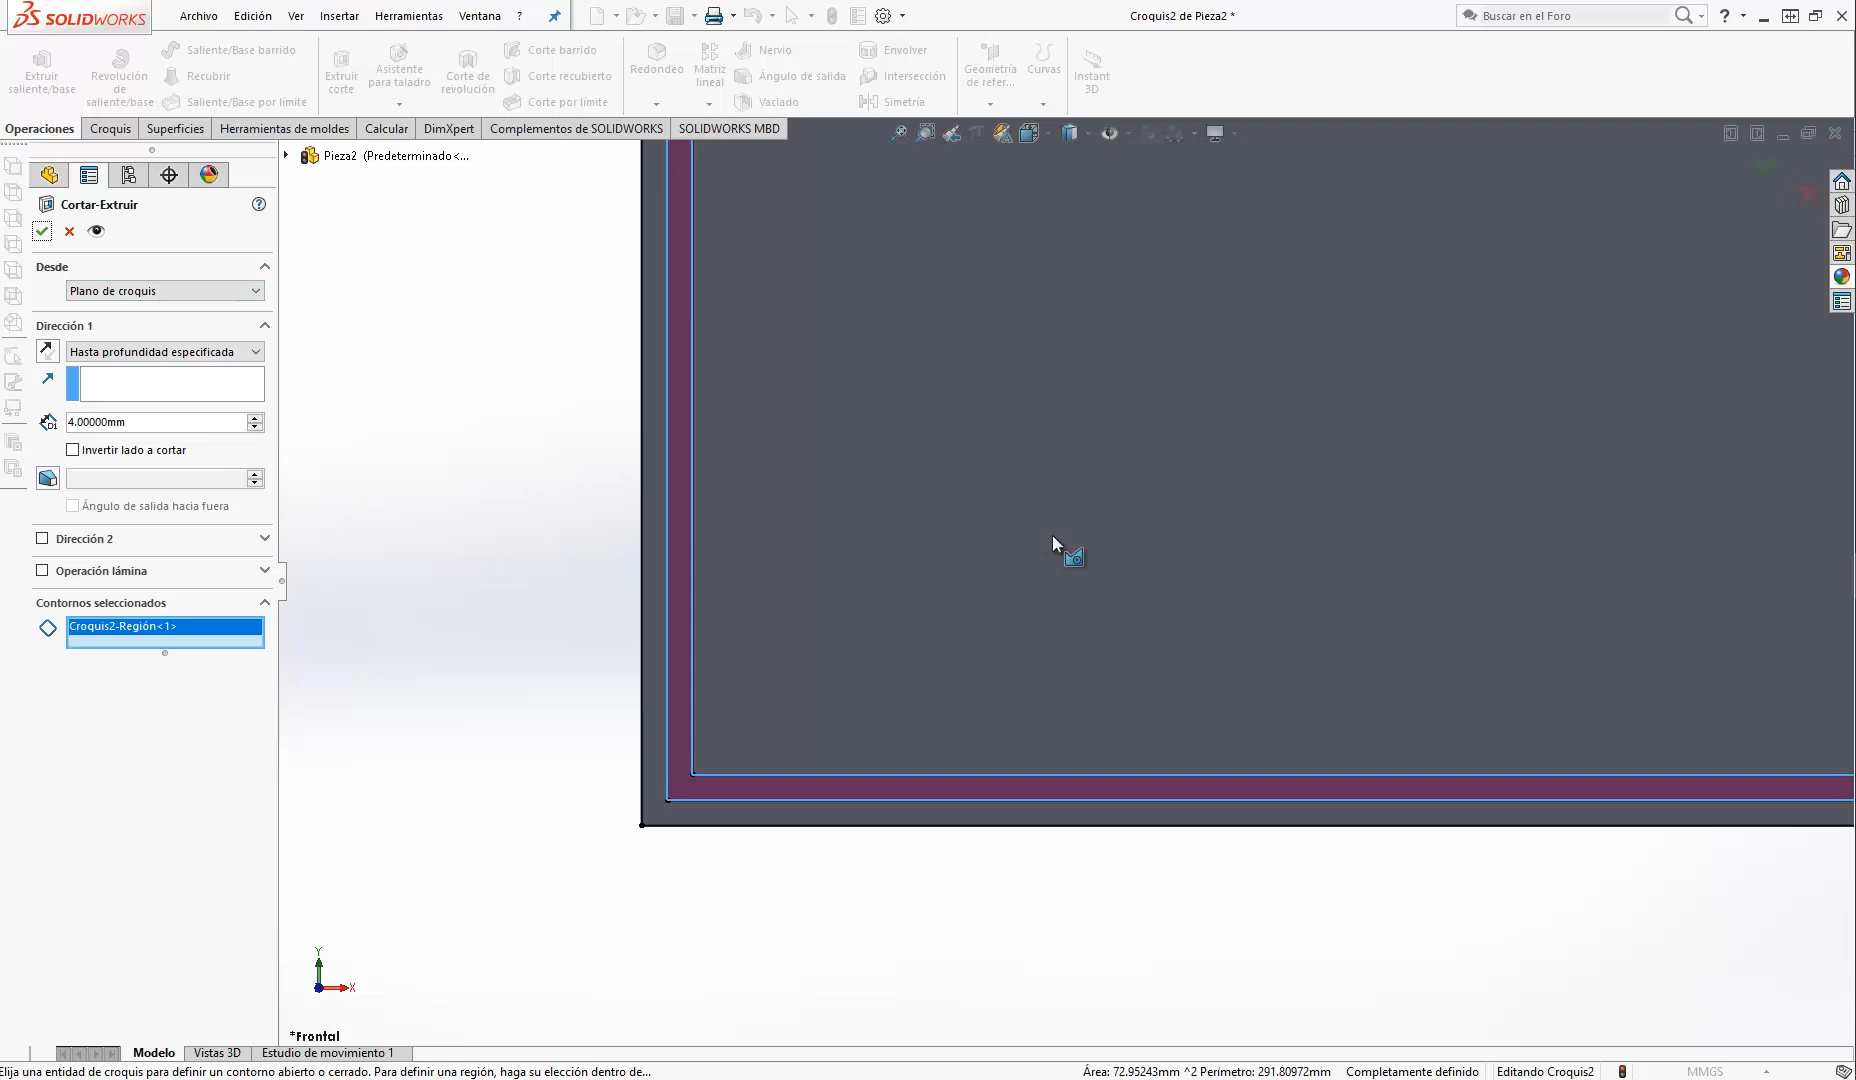 SOLIDWORKS
Archivo Edición Ver Insertar Herramientas Ventana ?
Croquis2 de Pieza2 *
Buscar en el Foro
?
Extruir saliente/base
Revolución de saliente/base
Saliente/Base barrido
Recubrir
Saliente/Base por límite
Extruir corte
Asistente para taladro
Corte de revolución
Corte barrido
Corte recubierto
Corte por límite
Redondeo
Matriz lineal
Nervio
Ángulo de salida
Vaciado
Envolver
Intersección
Simetría
Geometría de refer...
Curvas
Instant 3D
Operaciones Croquis Superficies Herramientas de moldes Calcular DimXpert Complementos de SOLIDWORKS SOLIDWORKS MBD
Pieza2 (Predeterminado<...
Cortar-Extruir
?
Desde
Plano de croquis
Dirección 1
Hasta profundidad especificada
D1
4.00000mm
Invertir lado a cortar
Ángulo de salida hacia fuera
Dirección 2
Operación lámina
Contornos seleccionados
Croquis2-Región<1>
Y
X
*Frontal
Modelo Vistas 3D Estudio de movimiento 1
Elija una entidad de croquis para definir un contorno abierto o cerrado. Para definir una región, haga su elección dentro de...
Área: 72.95243mm ^2 Perímetro: 291.80972mm Completamente definido Editando Croquis2 MMGS